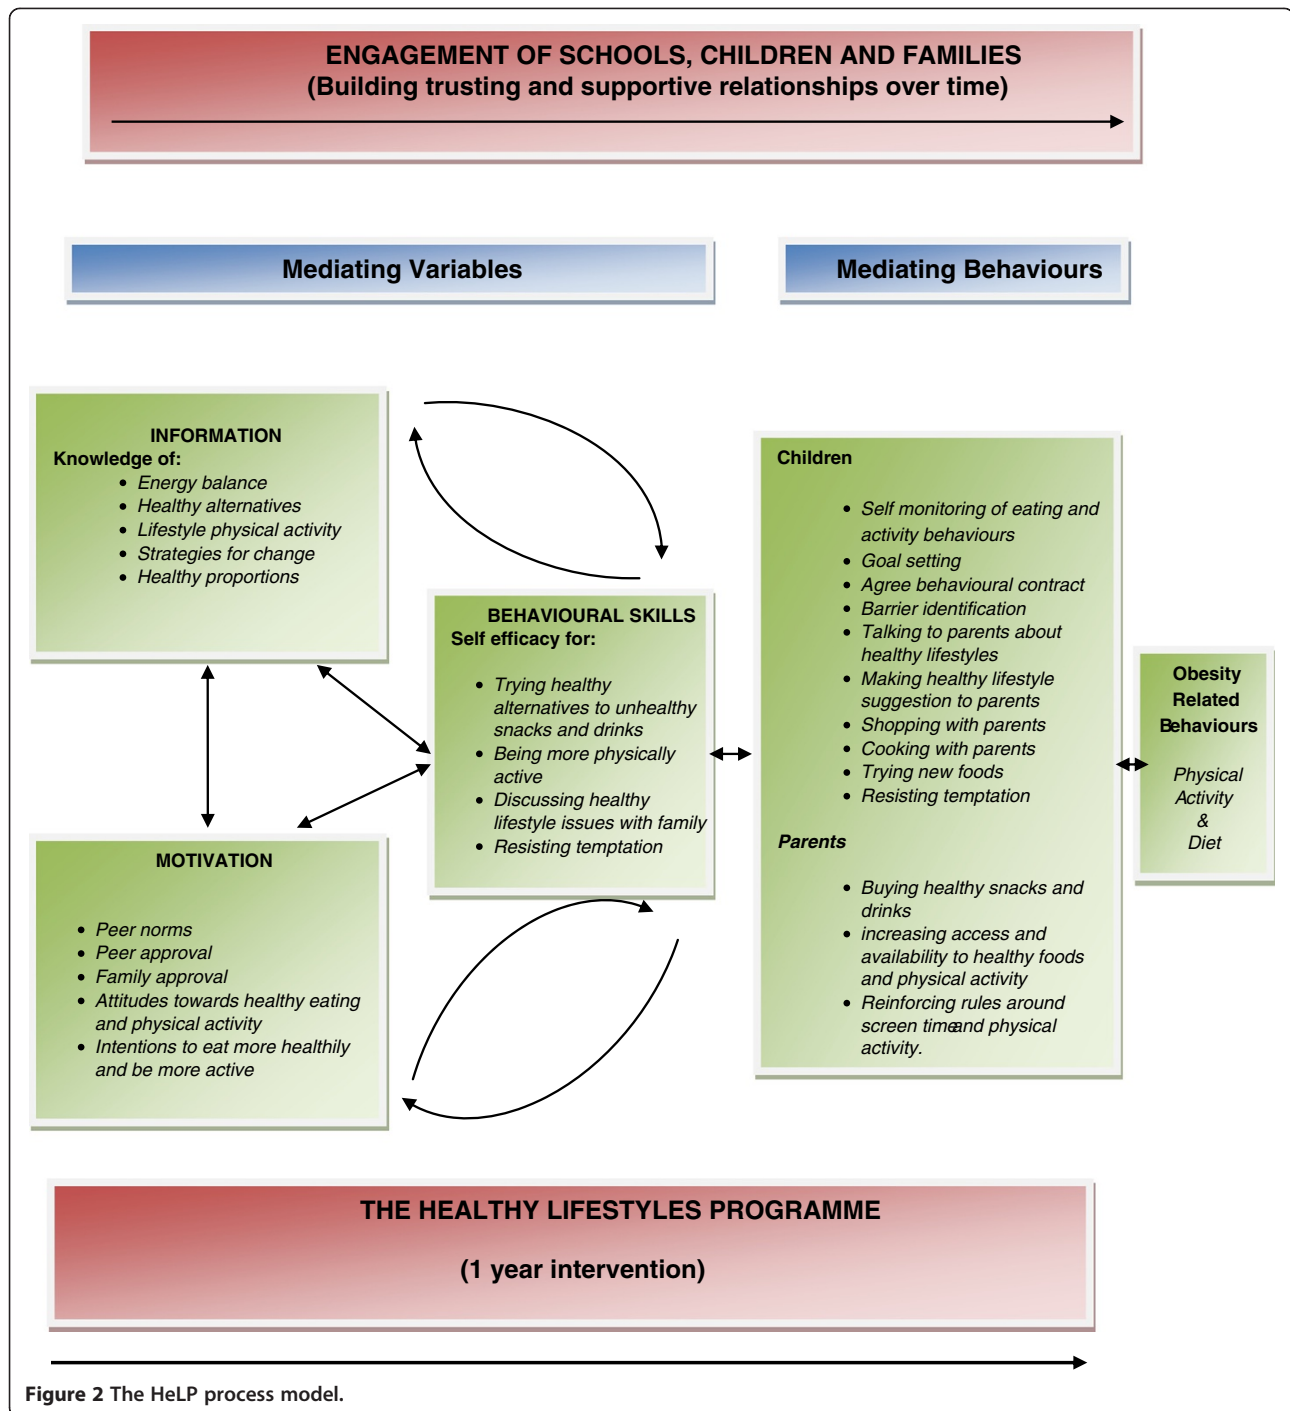 ENGAGEMENT OF SCHOOLS, CHILDREN AND FAMILIES
(Building trusting and supportive relationships over time)
Mediating Variables
Mediating Behaviours
INFORMATION
Knowledge of:
• Energy balance
• Healthy alternatives
• Lifestyle physical activity
• Strategies for change
• Healthy proportions
MOTIVATION
• Peer norms
• Peer approval
• Family approval
• Attitudes towards healthy eating
and physical activity
• Intentions to eat more healthily
and be more active
BEHAVIOURAL SKILLS
Self efficacy for:
• Trying healthy
alternatives to unhealthy
snacks and drinks
• Being more physically
active
• Discussing healthy
lifestyle issues with family
• Resisting temptation
Children
• Self monitoring of eating and
activity behaviours
• Goal setting
• Agree behavioural contract
• Barrier identification
• Talking to parents about
healthy lifestyles
• Making healthy lifestyle
suggestion to parents
• Shopping with parents
• Cooking with parents
• Trying new foods
• Resisting temptation
Parents
• Buying healthy snacks and
drinks
• increasing access and
availability to healthy foods
and physical activity
• Reinforcing rules around
screen time and physical
activity.
Obesity
Related
Behaviours
Physical
Activity
&
Diet
THE HEALTHY LIFESTYLES PROGRAMME
(1 year intervention)
Figure 2 The HeLP process model.